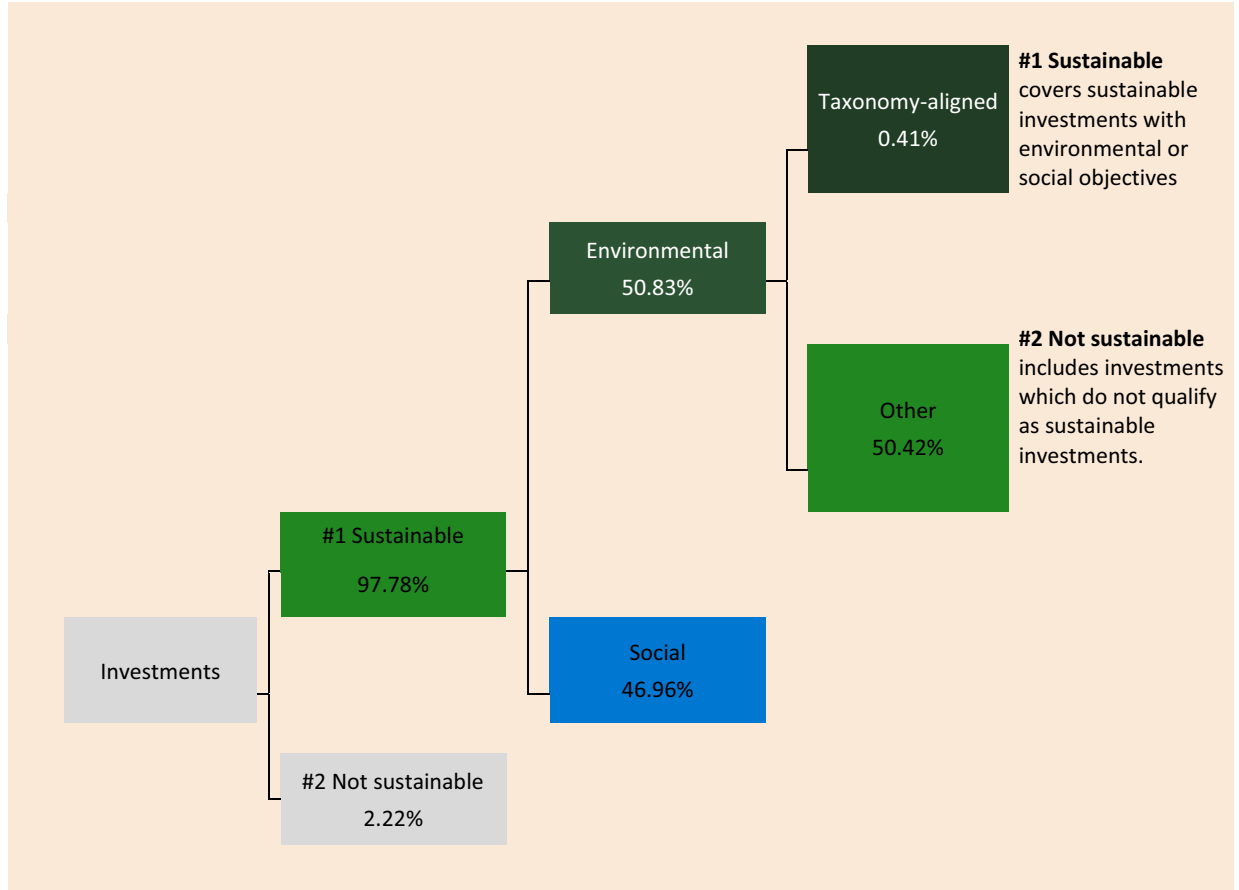 Taxonomy-aligned
0.41%
#1 Sustainable
covers sustainable
investments with
environmental or
social objectives
Environmental
50.83%
#2 Not sustainable
includes investments
which do not qualify
as sustainable
investments.
Other
50.42%
#1 Sustainable
97.78%
Investments
Social
46.96%
#2 Not sustainable
2.22%